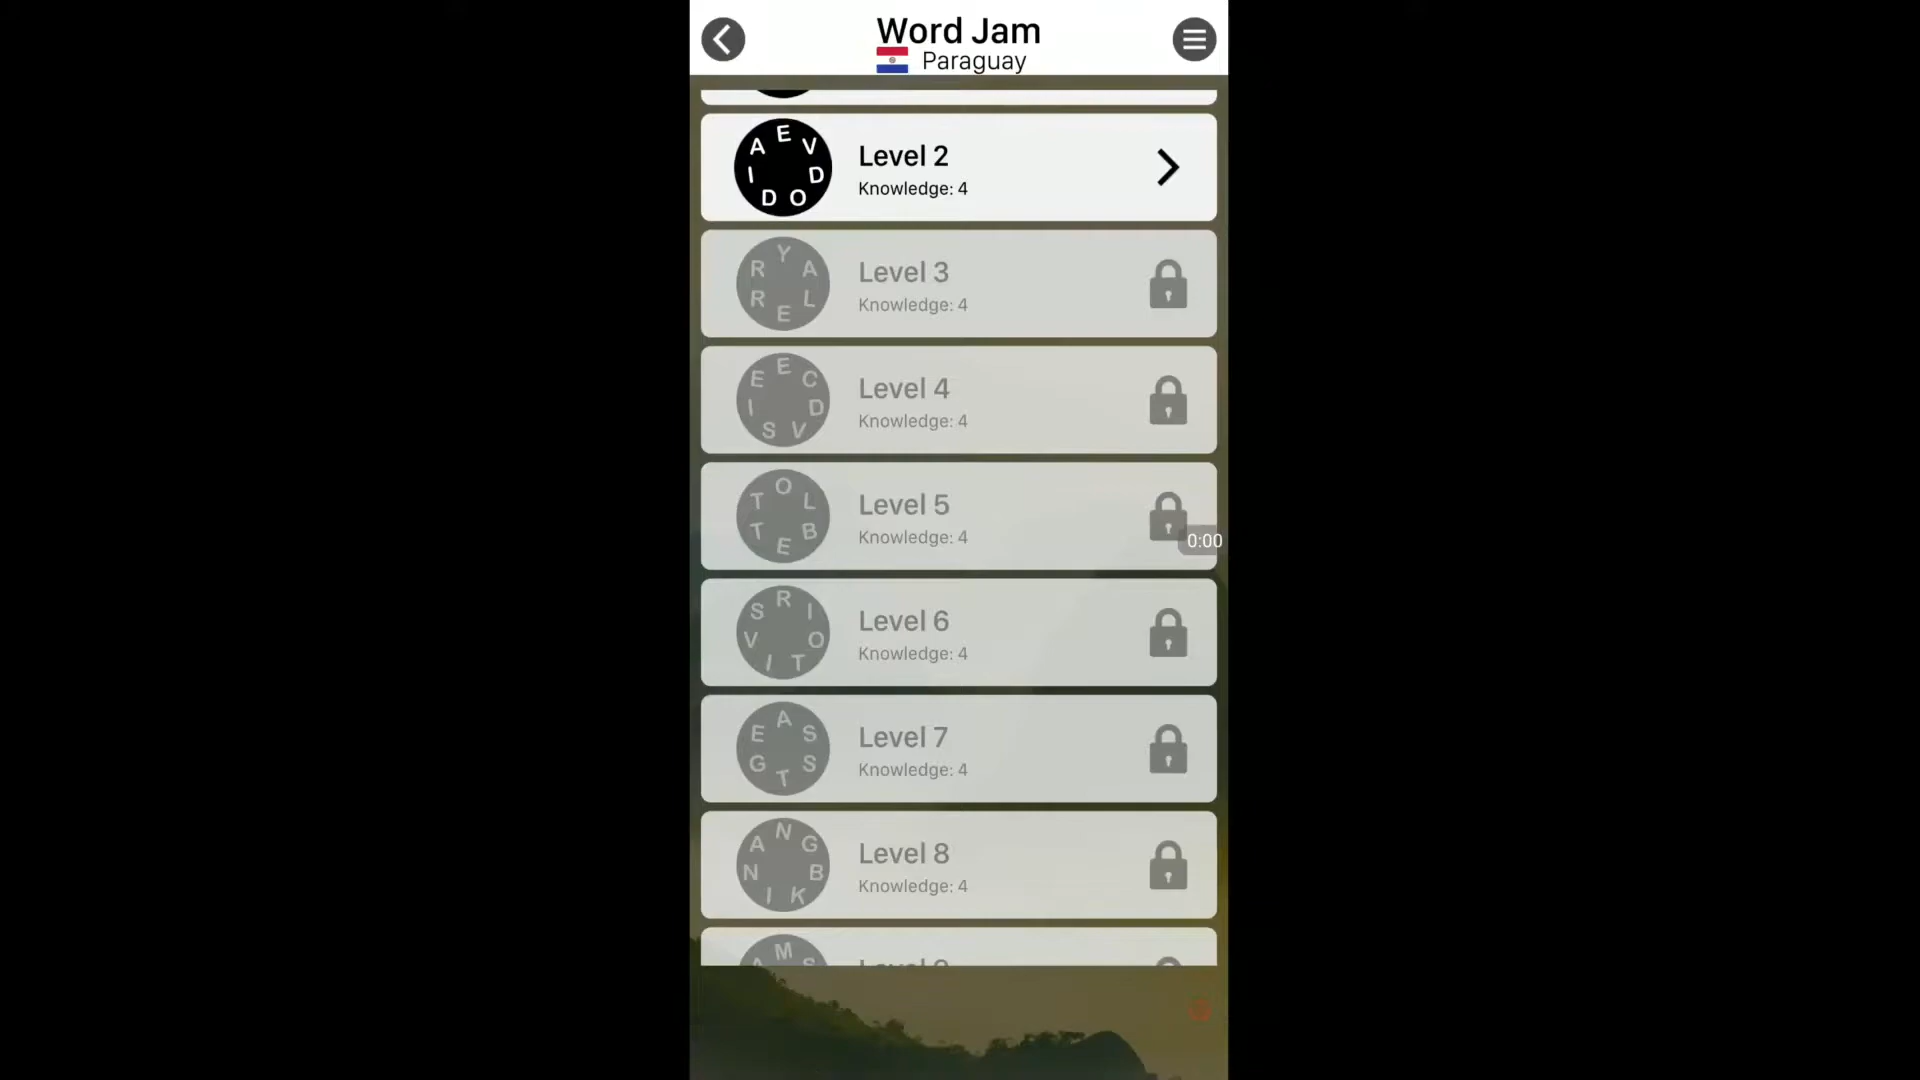 Word Jam
Paraguay
E
A V
I D
D O
Level 2
Knowledge: 4
Y
R A
R L
E
Level 3
Knowledge: 4
E
E C
I D
S V
Level 4
Knowledge: 4
O
T L
T B
E
Level 5
Knowledge: 4
0:00
R
S I
V O
I T
Level 6
Knowledge: 4
A
E S
G S
T
Level 7
Knowledge: 4
N
A G
N B
I K
Level 8
Knowledge: 4
M